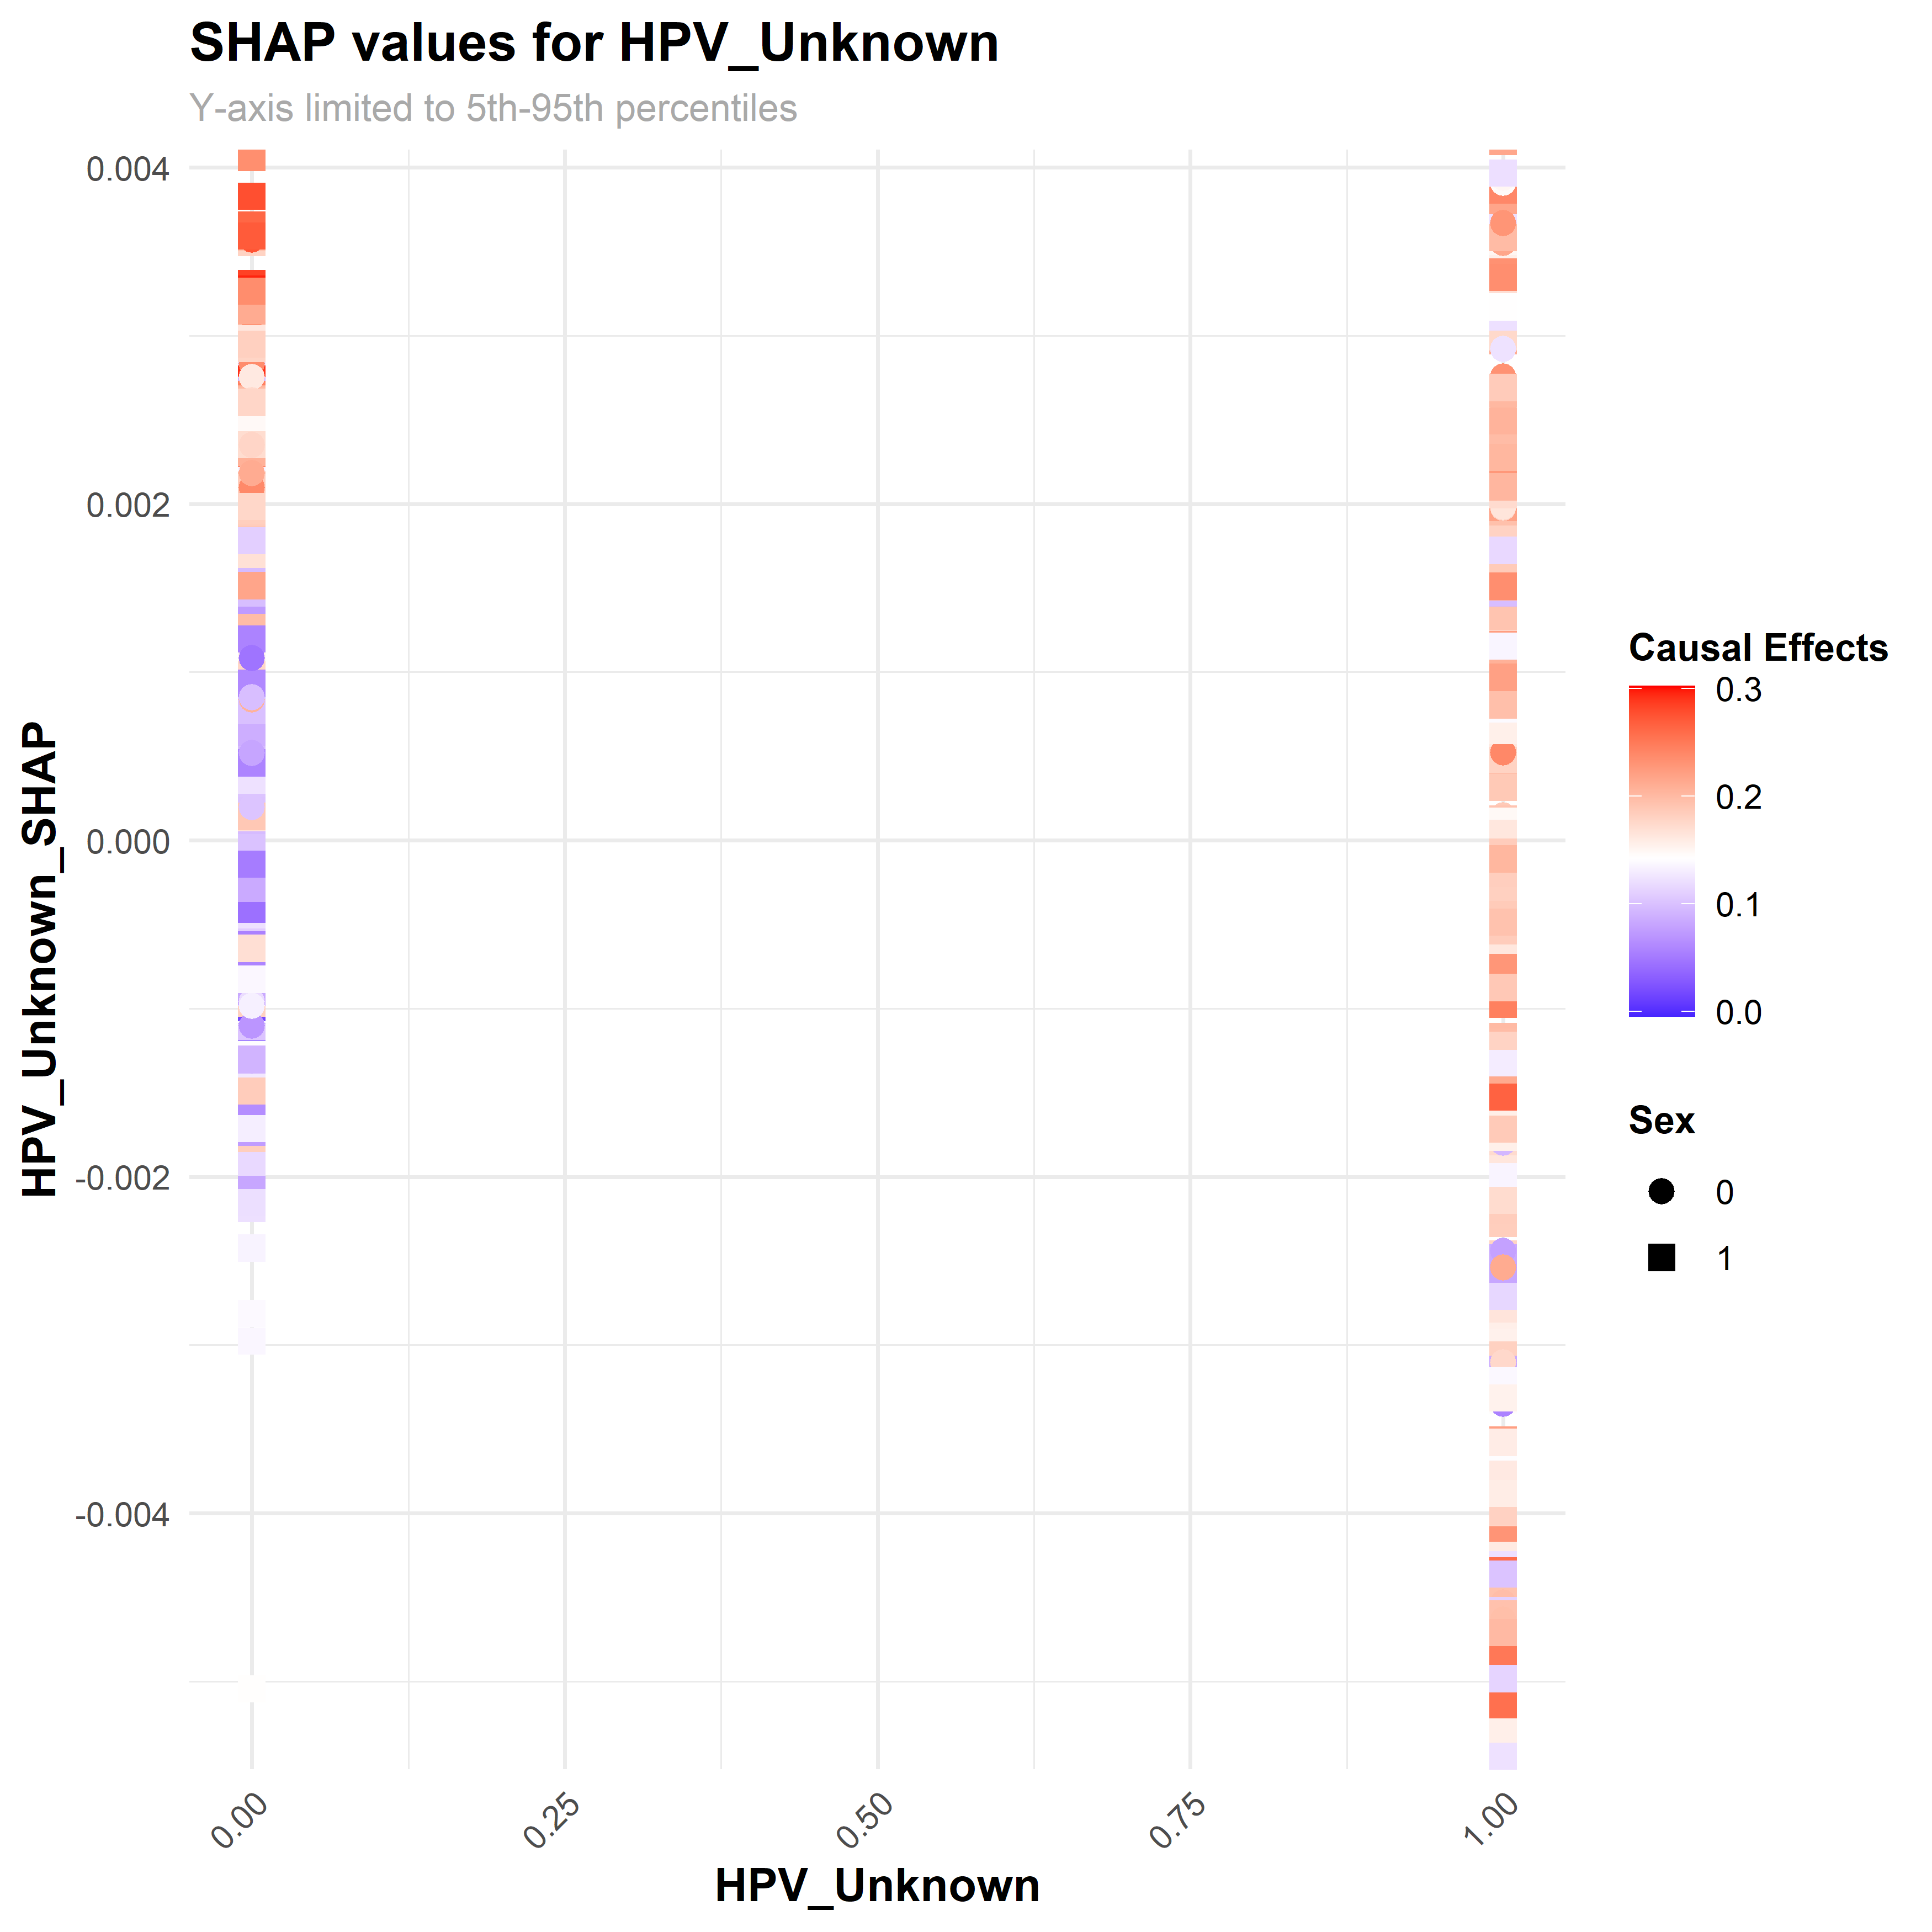 SHAP values for HPV_Unknown
Y-axis limited to 5th-95th percentiles
0.004
0.002
0.000
-0.002
-0.004
HPV_Unknown_SHAP
0.00
0.25
0.50
0.75
1.00
HPV_Unknown
Causal Effects
0.3
0.2
0.1
0.0
Sex
0
1